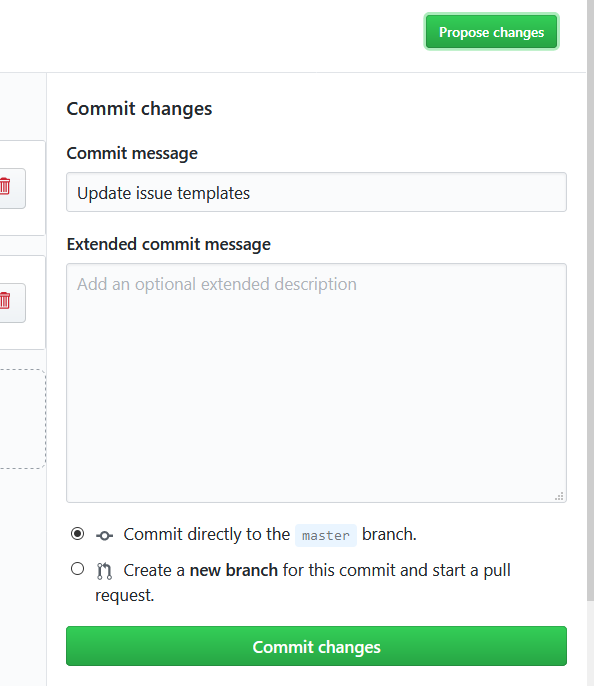 Propose changes
Commit changes
Commit message
Update issue templates
Extended commit message
Add an optional extended description
Commit directly to the master branch.
Create a new branch for this commit and start a pull
request.
Commit changes